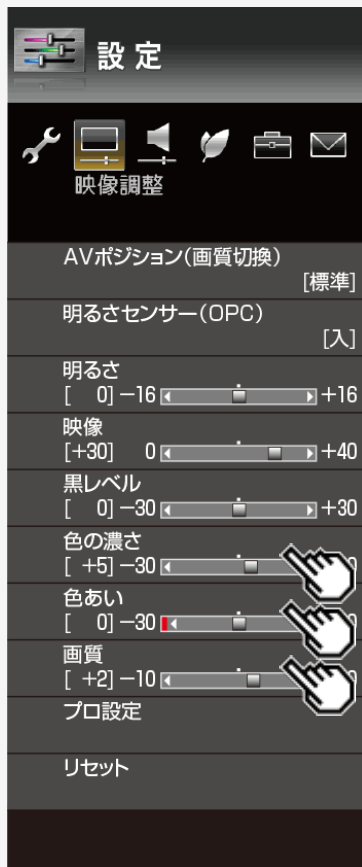 設定
映像調整
AVポジション(画質切換)
[標準]
明るさセンサー(OPC)
[入]
明るさ
[ 0] -16 +16
映像
[+30] 0 +40
黒レベル
[ 0] -30 +30
色の濃さ
[ +5] -30
色あい
[ 0] -30
画質
[ +2] -10
プロ設定
リセット